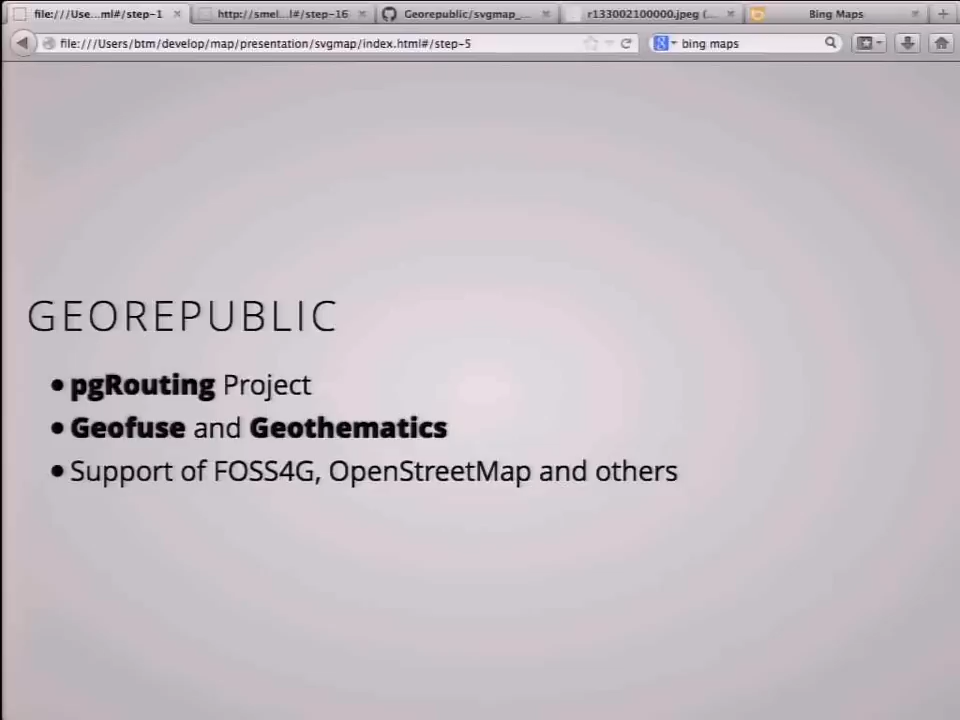 file:///Use...ml#/step-1
http://smel...l#/step-16
Georepublic/svgmap_...
r133002100000.jpeg (...
Bing Maps
file:///Users/btm/develop/map/presentation/svgmap/index.html#/step-5
bing maps
GEOREPUBLIC
• pgRouting Project
• Geofuse and Geothematics
• Support of FOSS4G, OpenStreetMap and others